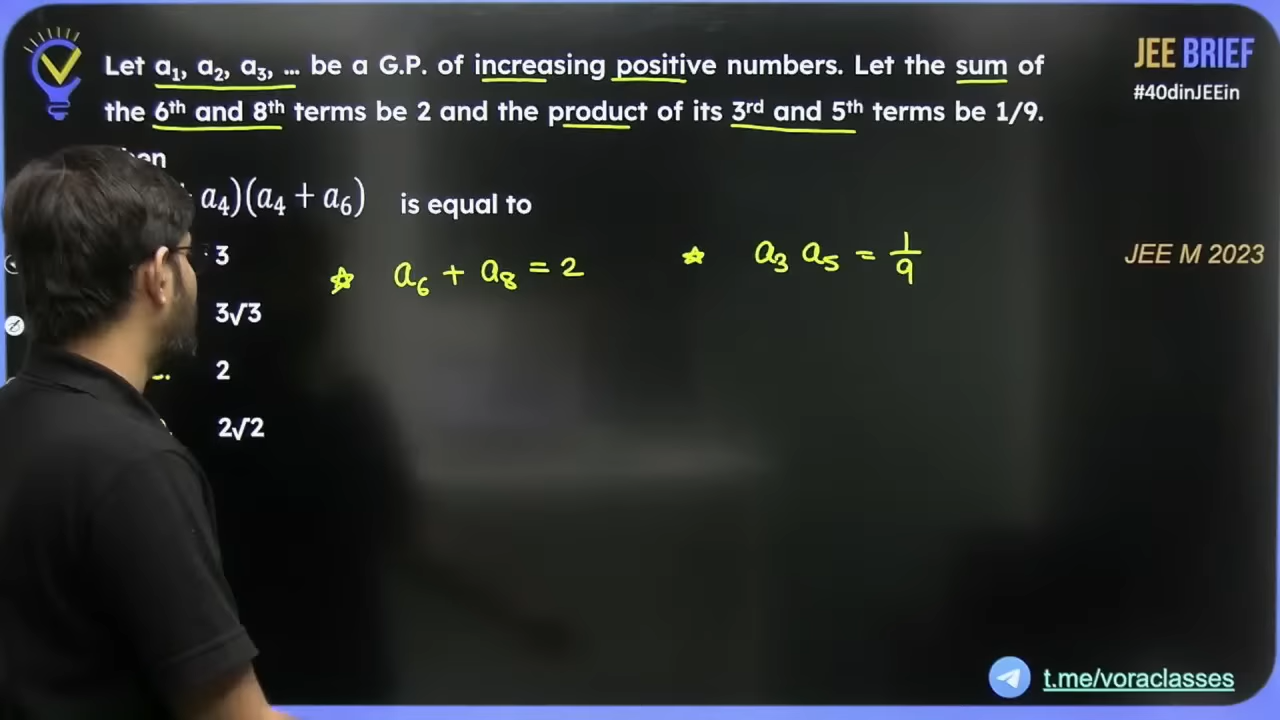 Let a₁, a₂, a₃, ... be a G.P. of increasing positive numbers. Let the sum of
the 6ᵗʰ and 8ᵗʰ terms be 2 and the product of its 3ʳᵈ and 5ᵗʰ terms be 1/9.
a₄)(a₄ + a₆) is equal to
3
3√3
2
2√2
a₆ + a₈ = 2
a₃ a₅ = 1/9
JEE BRIEF
#40dinJEEin
JEE M 2023
t.me/voraclasses